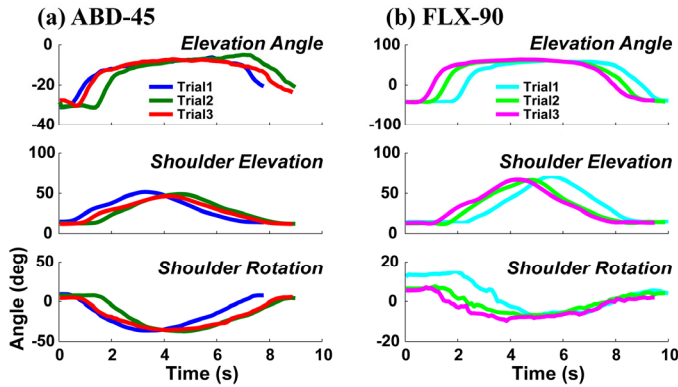 (a) ABD-45
(b) FLX-90
Elevation Angle
0
-20
-40
Trial1
Trial2
Trial3
Elevation Angle
100
0
-100
Trial1
Trial2
Trial3
Shoulder Elevation
100
50
0
Shoulder Elevation
100
50
0
Shoulder Rotation
50
0
-50
Angle (deg)
0 2 4 6 8 10
Time (s)
Shoulder Rotation
20
0
-20
0 2 4 6 8 10
Time (s)